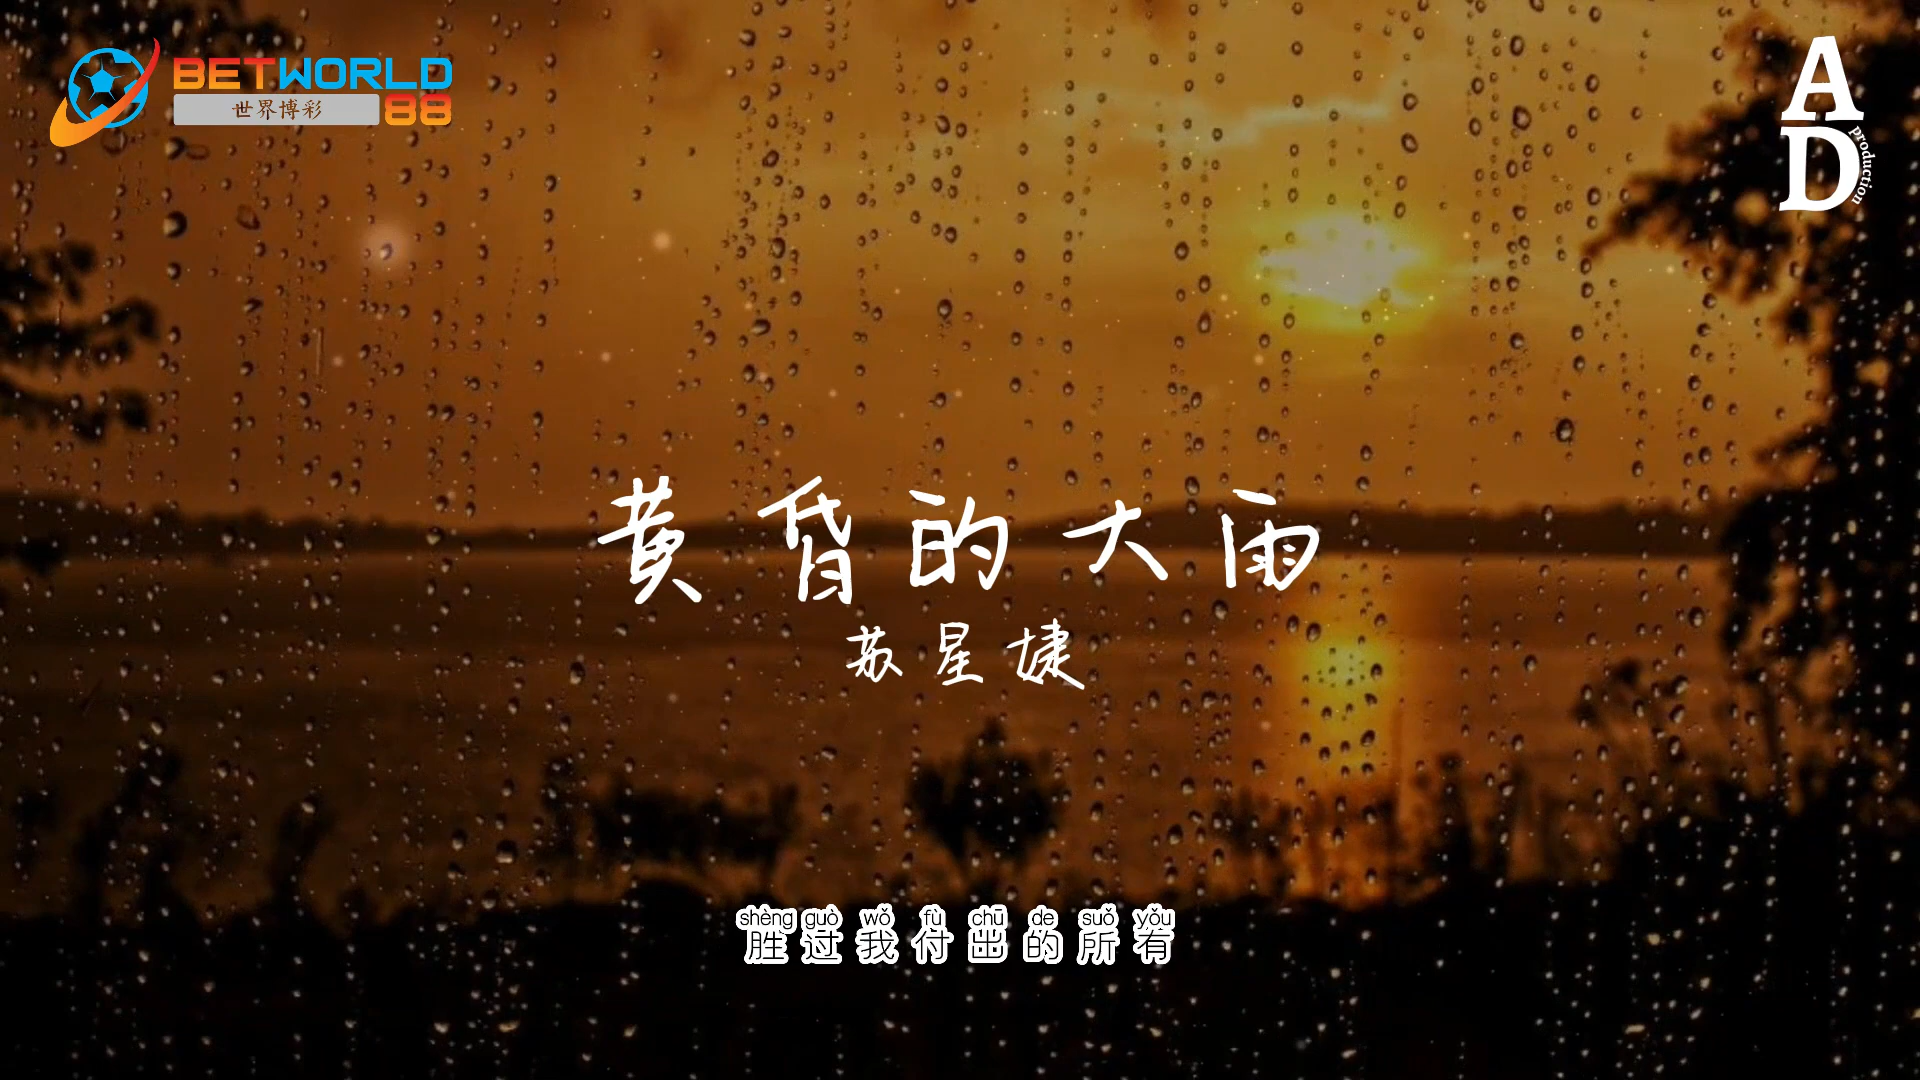 BETWORLD
世界博彩 88
AD
production
黄昏的大雨
苏星婕
shèng guò wǒ fù chū de suǒ yǒu
胜过我付出的所有